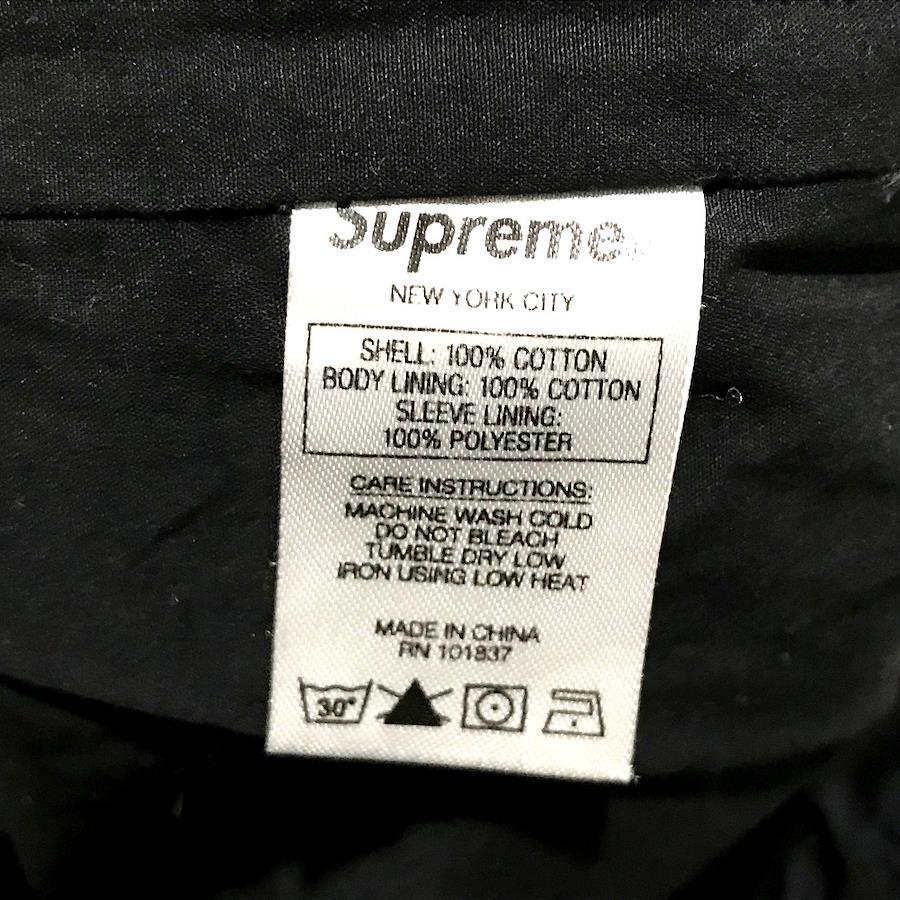 Supreme
NEW YORK CITY
SHELL: 100% COTTON
BODY LINING: 100% COTTON
SLEEVE LINING:
100% POLYESTER
CARE INSTRUCTIONS:
MACHINE WASH COLD
DO NOT BLEACH
TUMBLE DRY LOW
IRON USING LOW HEAT
MADE IN CHINA
RN 101837
30°